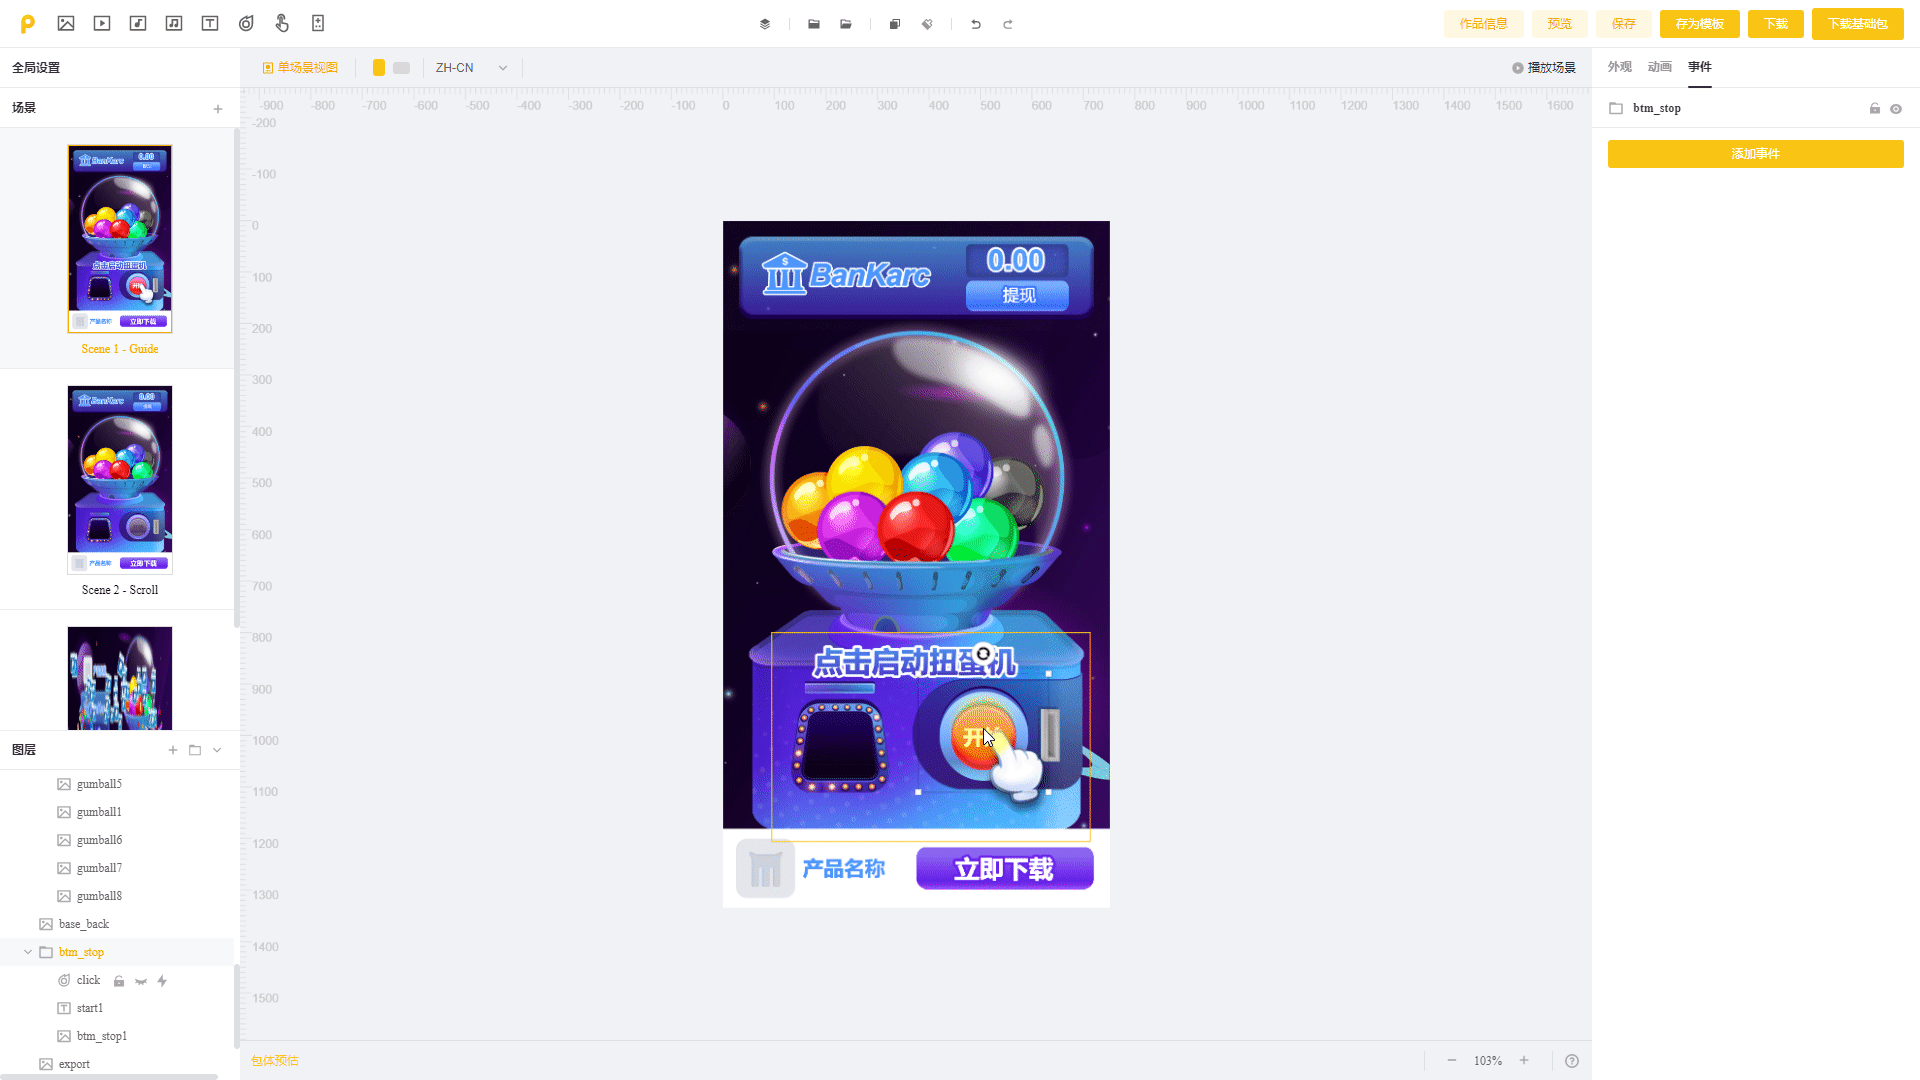 作品信息
预览
保存
存为模板
下载
下载基础包
全局设置
单场景视图
ZH-CN
播放场景
外观
动画
事件
场景
-900 -800 -700 -600 -500 -400 -300 -200 -100 0 100 200 300 400 500 600 700 800 900 1000 1100 1200 1300 1400 1500 1600
-200
-100
0
100
200
300
400
500
600
700
800
900
1000
1100
1200
1300
1400
1500
btm_stop
添加事件
BanKarc
0.00
点击启动扭蛋机
产品名称
立即下载
Scene 1 - Guide
BanKarc
0.00
产品名称
立即下载
Scene 2 - Scroll
BanKarc
0.00
提现
点击启动扭蛋机
产品名称
立即下载
图层
gumball5
gumball1
gumball6
gumball7
gumball8
base_back
btm_stop
click
start1
btm_stop1
export
包体预估
103%